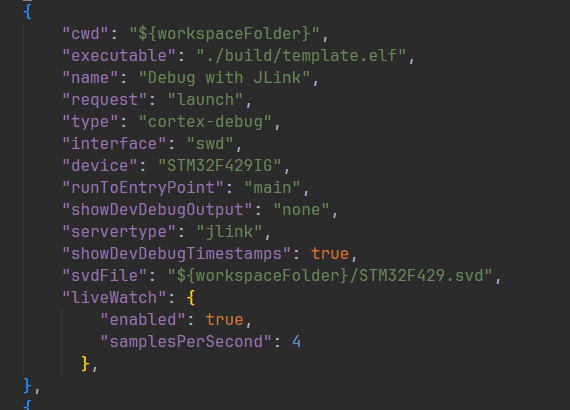 {
"cwd": "${workspaceFolder}",
"executable": "./build/template.elf",
"name": "Debug with JLink",
"request": "launch",
"type": "cortex-debug",
"interface": "swd",
"device": "STM32F429IG",
"runToEntryPoint": "main",
"showDevDebugOutput": "none",
"servertype": "jlink",
"showDevDebugTimestamps": true,
"svdFile": "${workspaceFolder}/STM32F429.svd",
"liveWatch": {
"enabled": true,
"samplesPerSecond": 4
},
},
{